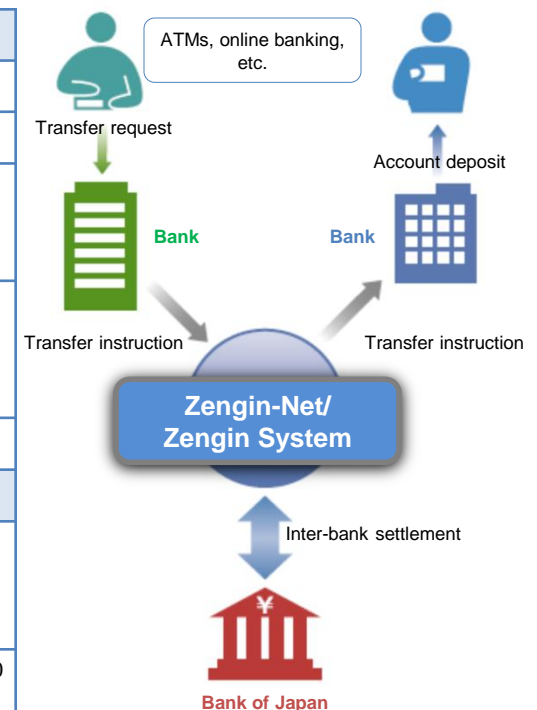 ATMs, online banking,
etc.
Transfer request
Account deposit
Bank
Bank
Transfer instruction
Transfer instruction
Zengin-Net/
Zengin System
Inter-bank settlement
¥
Bank of Japan